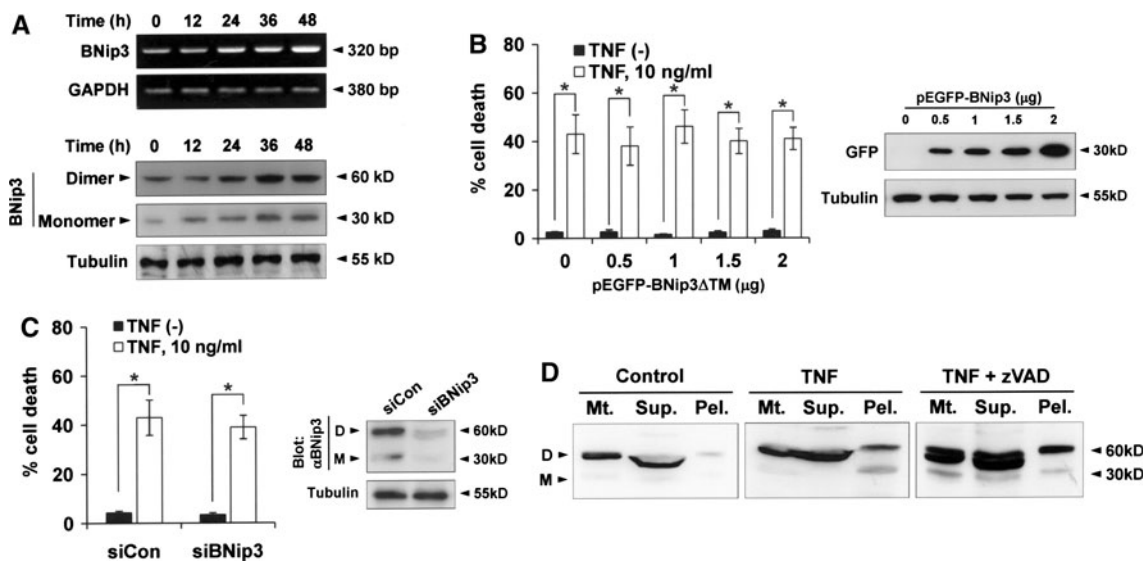 A
Time (h) 0 12 24 36 48
BNip3 320 bp
GAPDH 380 bp
Time (h) 0 12 24 36 48
BNip3
Dimer 60 kD
Monomer 30 kD
Tubulin 55 kD
B
% cell death
80
60
40
20
0
TNF (-)
TNF, 10 ng/ml
* * * * *
0 0.5 1 1.5 2
pEGFP-BNip3ΔTM (μg)
pEGFP-BNip3 (μg)
0 0.5 1 1.5 2
GFP 30kD
Tubulin 55kD
C
% cell death
80
60
40
20
0
TNF (-)
TNF, 10 ng/ml
* *
siCon siBNip3
siCon siBNip3
Blot: αBNip3
D 60kD
M 30kD
Tubulin 55kD
D
Control TNF TNF + zVAD
Mt. Sup. Pel. Mt. Sup. Pel. Mt. Sup. Pel.
D 60kD
M 30kD